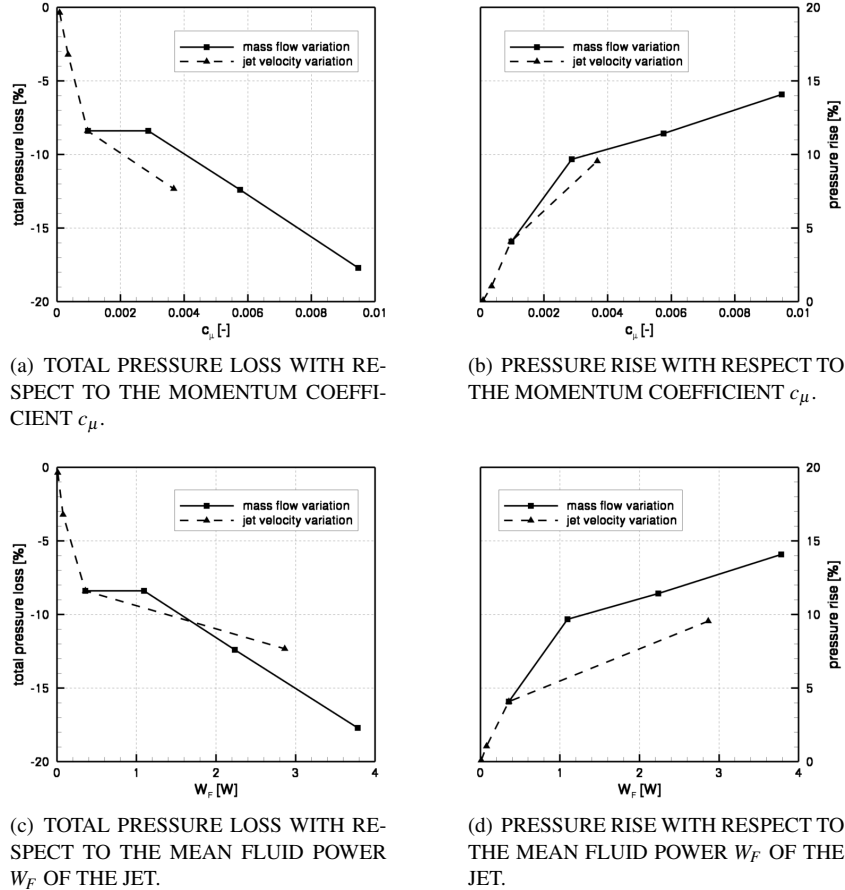 0
-5
-10
-15
-20
total pressure loss [%]
mass flow variation
jet velocity variation
0 0.002 0.004 0.006 0.008 0.01
cμ [-]
20
15
10
5
0
pressure rise [%]
mass flow variation
jet velocity variation
0 0.002 0.004 0.006 0.008 0.01
cμ [-]
(a) TOTAL PRESSURE LOSS WITH RE-
SPECT TO THE MOMENTUM COEFFI-
CIENT cμ.
(b) PRESSURE RISE WITH RESPECT TO
THE MOMENTUM COEFFICIENT cμ.
0
-5
-10
-15
-20
total pressure loss [%]
mass flow variation
jet velocity variation
0 1 2 3 4
WF [W]
20
15
10
5
0
pressure rise [%]
mass flow variation
jet velocity variation
0 1 2 3 4
WF [W]
(c) TOTAL PRESSURE LOSS WITH RE-
SPECT TO THE MEAN FLUID POWER
WF OF THE JET.
(d) PRESSURE RISE WITH RESPECT TO
THE MEAN FLUID POWER WF OF THE
JET.